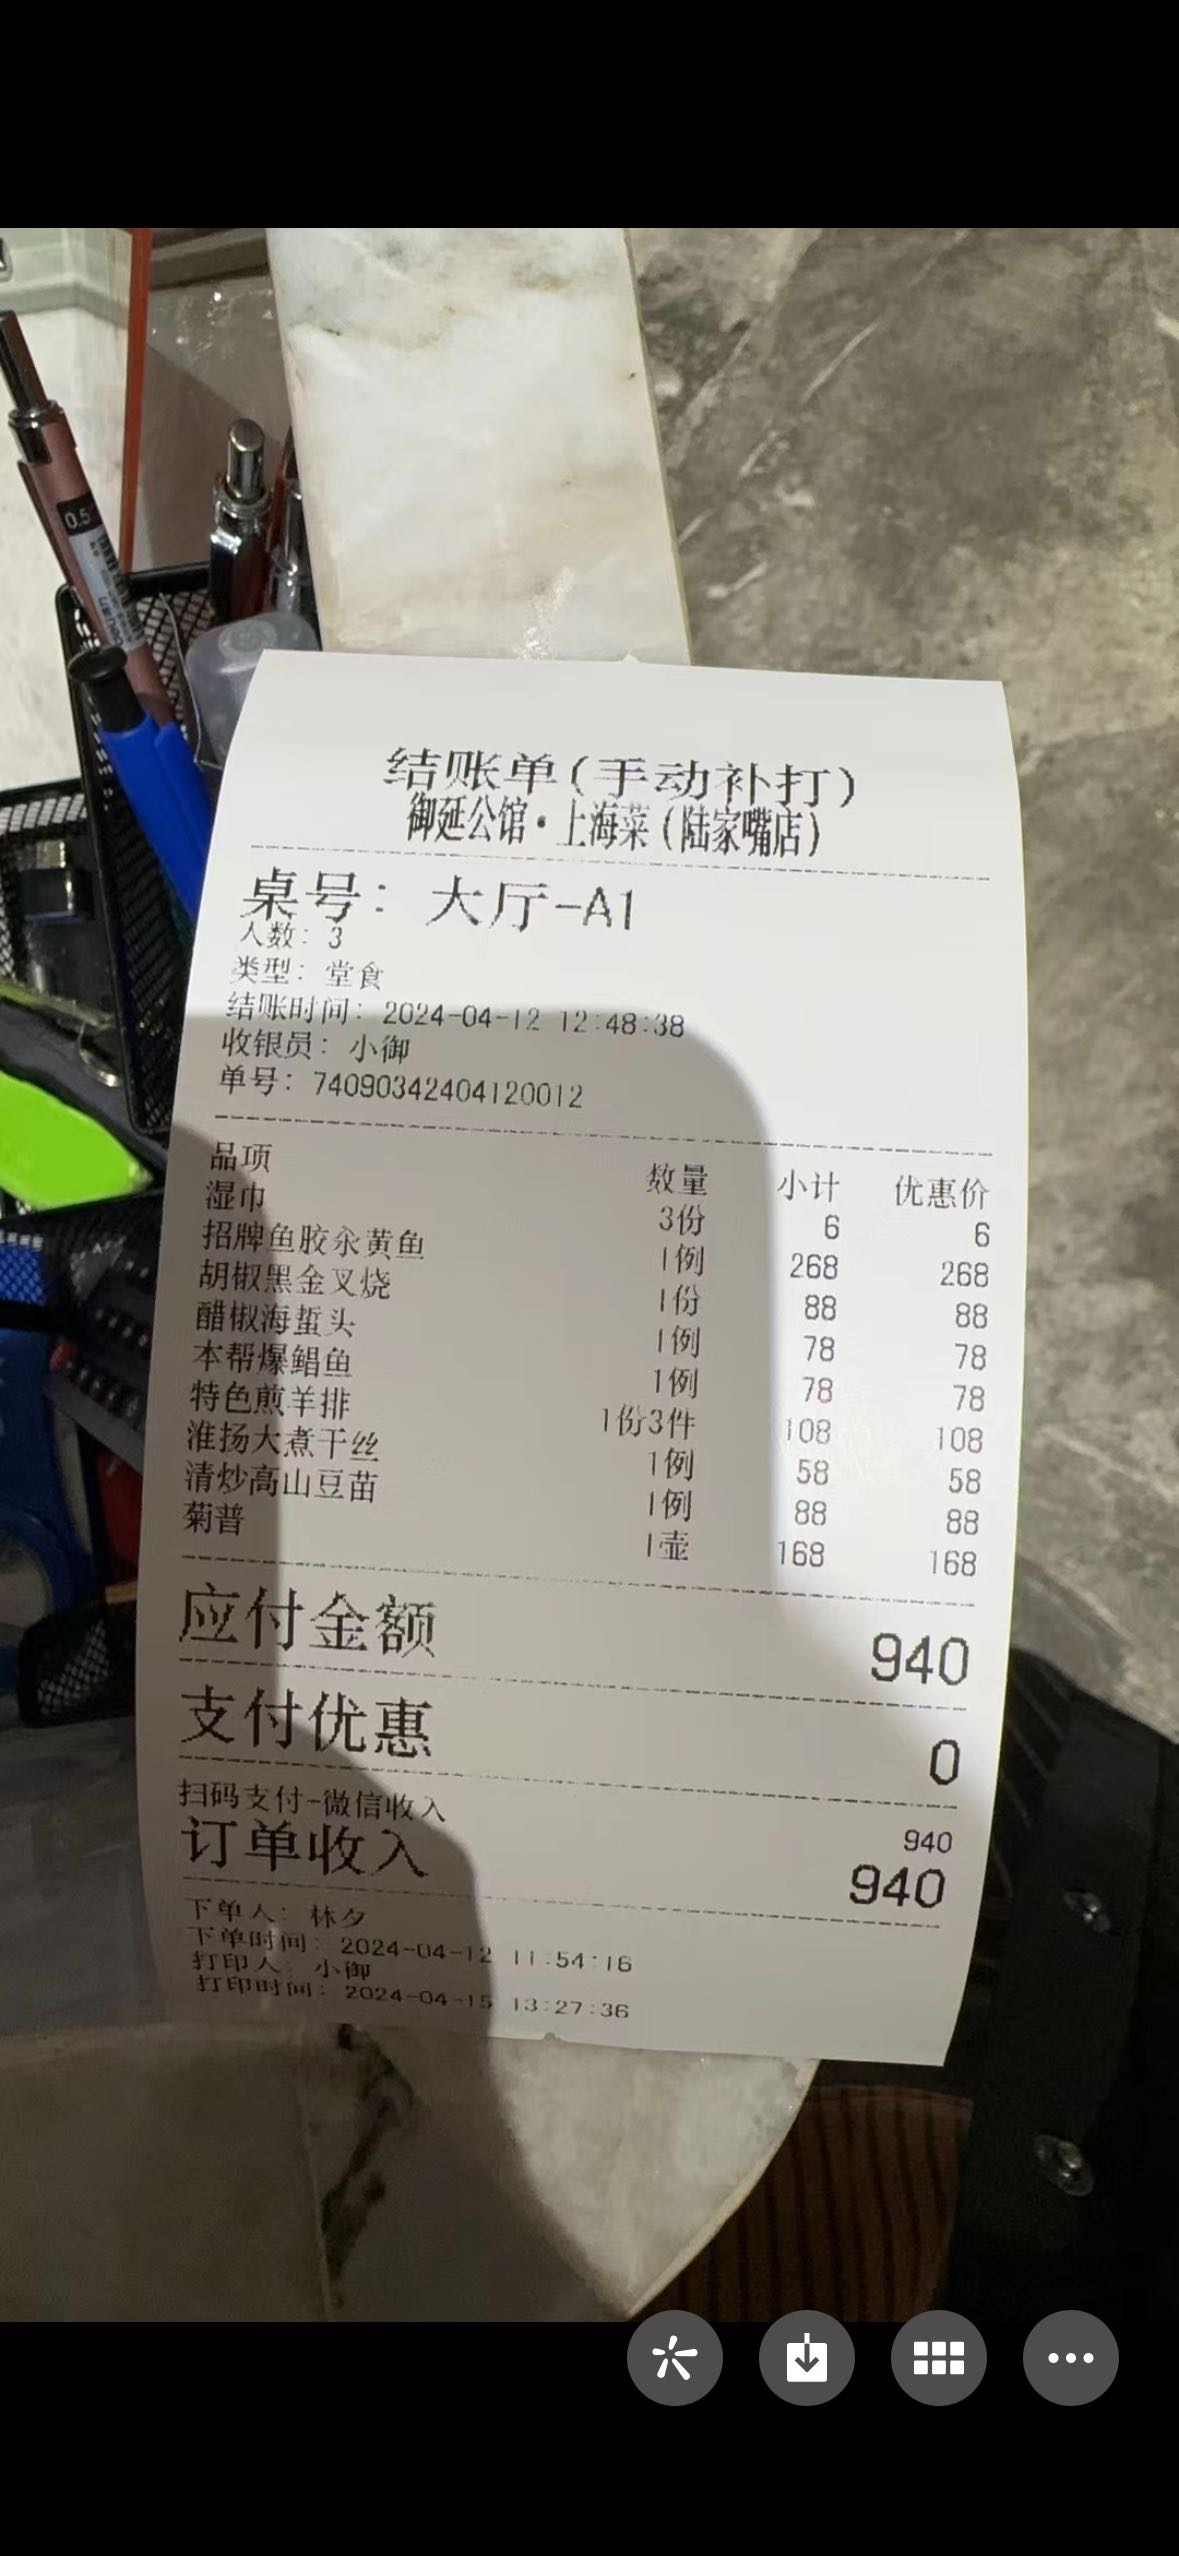 0.5
结账单(手动补打)
御延公馆·上海菜(陆家嘴店)
桌号: 大厅-A1
人数: 3
类型: 堂食
结账时间: 2024-04-12 12:48:38
收银员: 小御
单号: 74090342404120012
品项 数量 小计 优惠价
湿巾 3份 6 6
招牌鱼胶汆黄鱼 1例 268 268
胡椒黑金叉烧 1份 88 88
醋椒海蜇头 1例 78 78
本帮爆鲳鱼 1例 78 78
特色煎羊排 1份3件 108 108
淮扬大煮干丝 1例 58 58
清炒高山豆苗 1例 88 88
菊普 1壶 168 168
应付金额 940
支付优惠 0
扫码支付-微信收入 940
订单收入 940
下单人: 林夕
下单时间: 2024-04-12 11:54:16
打印人: 小御
打印时间: 2024-04-15 13:27:36